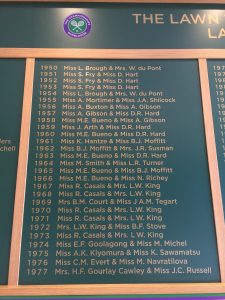 THE LAWN
LA
1950 Miss L. Brough & Mrs. W. du Pont
1951 Miss S. Fry & Miss D. Hart
1952 Miss S. Fry & Miss D. Hart
1953 Miss S. Fry & Miss D. Hart
1954 Miss L. Brough & Mrs. W. du Pont
1955 Miss A. Mortimer & Miss J.A. Shilcock
1956 Miss A. Buxton & Miss A. Gibson
1957 Miss A. Gibson & Miss D.R. Hard
1958 Miss M.E. Bueno & Miss A. Gibson
1959 Miss J. Arth & Miss D.R. Hard
1960 Miss M.E. Bueno & Miss D.R. Hard
1961 Miss K. Hantze & Miss B.J. Moffitt
1962 Miss B.J. Moffitt & Mrs. J.R. Susman
1963 Miss M.E. Bueno & Miss D.R. Hard
1964 Miss M. Smith & Miss L.R. Turner
1965 Miss M.E. Bueno & Miss B.J. Moffitt
1966 Miss M.E. Bueno & Miss N. Richey
1967 Miss R. Casals & Mrs. L.W. King
1968 Miss R. Casals & Mrs. L.W. King
1969 Mrs B.M. Court & Miss J.A.M. Tegart
1970 Miss R. Casals & Mrs. L.W. King
1971 Miss R. Casals & Mrs. L.W. King
1972 Mrs. L.W. King & Miss B.F. Stove
1973 Miss R. Casals & Mrs. L.W. King
1974 Miss E.F. Goolagong & Miss M. Michel
1975 Miss A.K. Kiyomura & Miss K. Sawamatsu
1976 Miss C.M. Evert & Miss M. Navratilova
1977 Mrs. H.F. Gourlay Cawley & Miss J.C. Russell